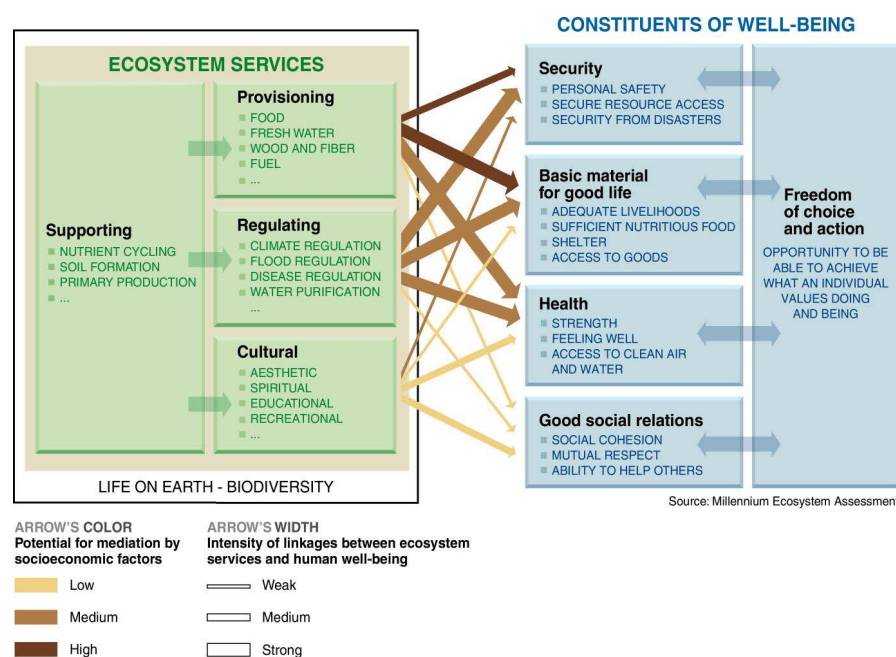 CONSTITUENTS OF WELL-BEING
ECOSYSTEM SERVICES
Supporting
NUTRIENT CYCLING
SOIL FORMATION
PRIMARY PRODUCTION
...
Provisioning
FOOD
FRESH WATER
WOOD AND FIBER
FUEL
...
Regulating
CLIMATE REGULATION
FLOOD REGULATION
DISEASE REGULATION
WATER PURIFICATION
...
Cultural
AESTHETIC
SPIRITUAL
EDUCATIONAL
RECREATIONAL
...
LIFE ON EARTH - BIODIVERSITY
Security
PERSONAL SAFETY
SECURE RESOURCE ACCESS
SECURITY FROM DISASTERS
Basic material
for good life
ADEQUATE LIVELIHOODS
SUFFICIENT NUTRITIOUS FOOD
SHELTER
ACCESS TO GOODS
Health
STRENGTH
FEELING WELL
ACCESS TO CLEAN AIR
AND WATER
Good social relations
SOCIAL COHESION
MUTUAL RESPECT
ABILITY TO HELP OTHERS
Freedom
of choice
and action
OPPORTUNITY TO BE
ABLE TO ACHIEVE
WHAT AN INDIVIDUAL
VALUES DOING
AND BEING
Source: Millennium Ecosystem Assessment
ARROW'S COLOR
Potential for mediation by
socioeconomic factors
Low
Medium
High
ARROW'S WIDTH
Intensity of linkages between ecosystem
services and human well-being
Weak
Medium
Strong